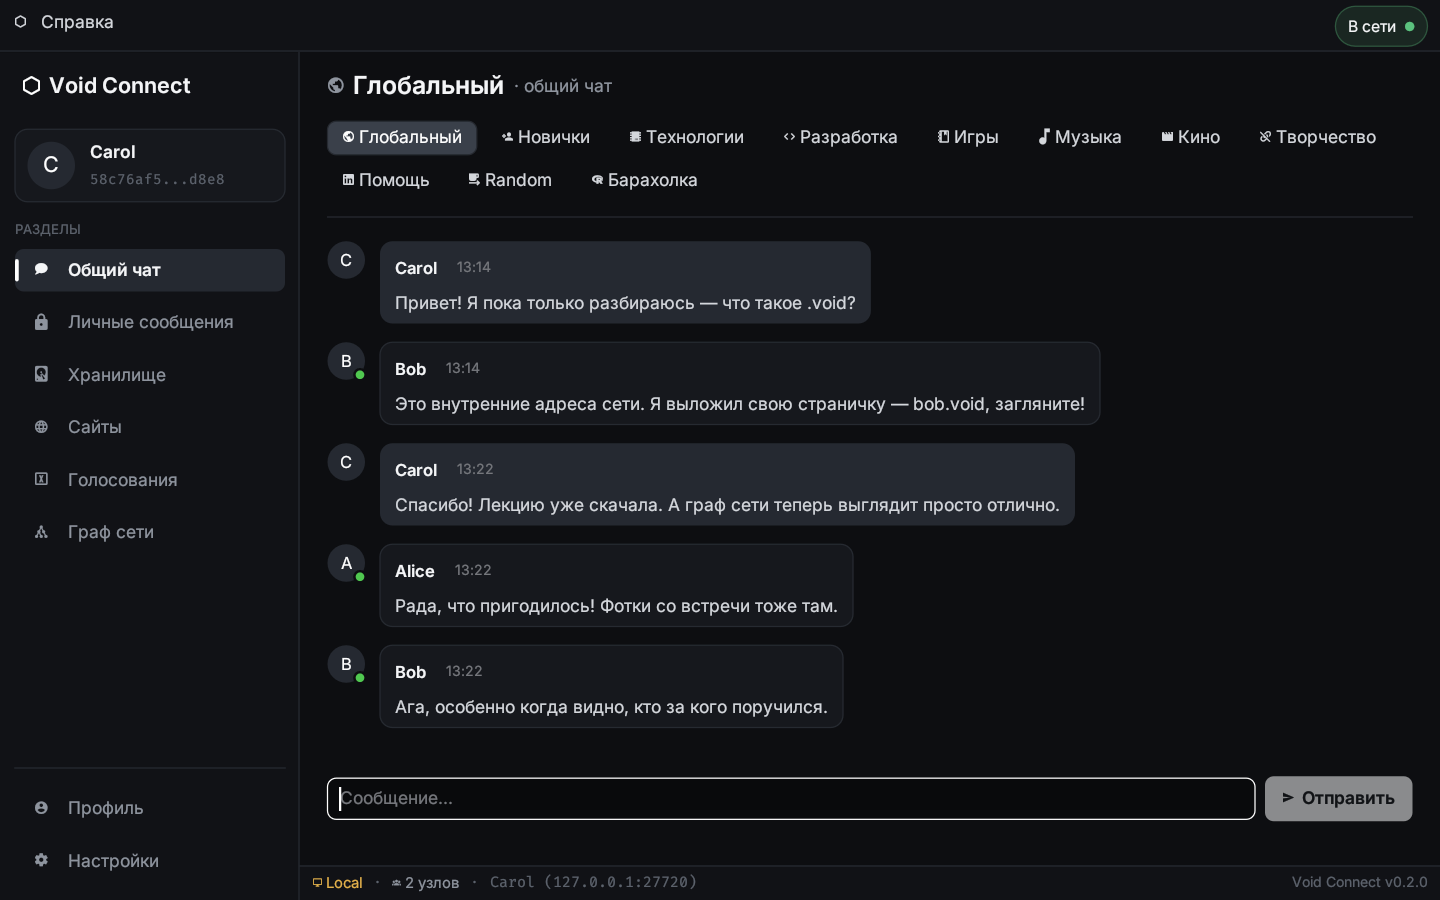 Справка
В сети
Void Connect
C
Carol
58c76af5...d8e8
РАЗДЕЛЫ
Общий чат
Личные сообщения
Хранилище
Сайты
Голосования
Граф сети
Профиль
Настройки
Глобальный · общий чат
Глобальный Новички Технологии Разработка Игры Музыка Кино Творчество
Помощь Random Барахолка
C
Carol 13:14
Привет! Я пока только разбираюсь — что такое .void?
B
Bob 13:14
Это внутренние адреса сети. Я выложил свою страничку — bob.void, загляните!
C
Carol 13:22
Спасибо! Лекцию уже скачала. А граф сети теперь выглядит просто отлично.
A
Alice 13:22
Рада, что пригодилось! Фотки со встречи тоже там.
B
Bob 13:22
Ага, особенно когда видно, кто за кого поручился.
Сообщение...
Отправить
Local · 2 узлов · Carol (127.0.0.1:27720)
Void Connect v0.2.0